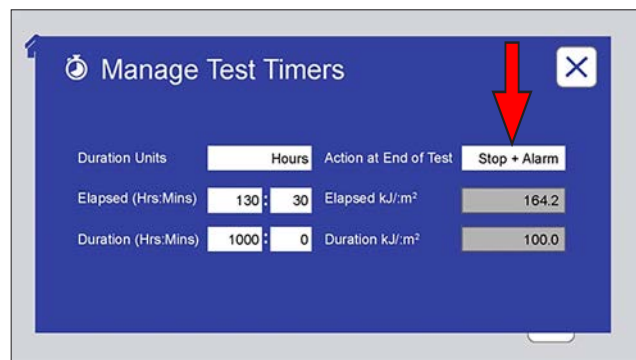 Manage Test Timers
Duration Units Hours Action at End of Test Stop + Alarm
Elapsed (Hrs:Mins) 130 : 30 Elapsed kJ/:m² 164.2
Duration (Hrs:Mins) 1000 : 0 Duration kJ/:m² 100.0